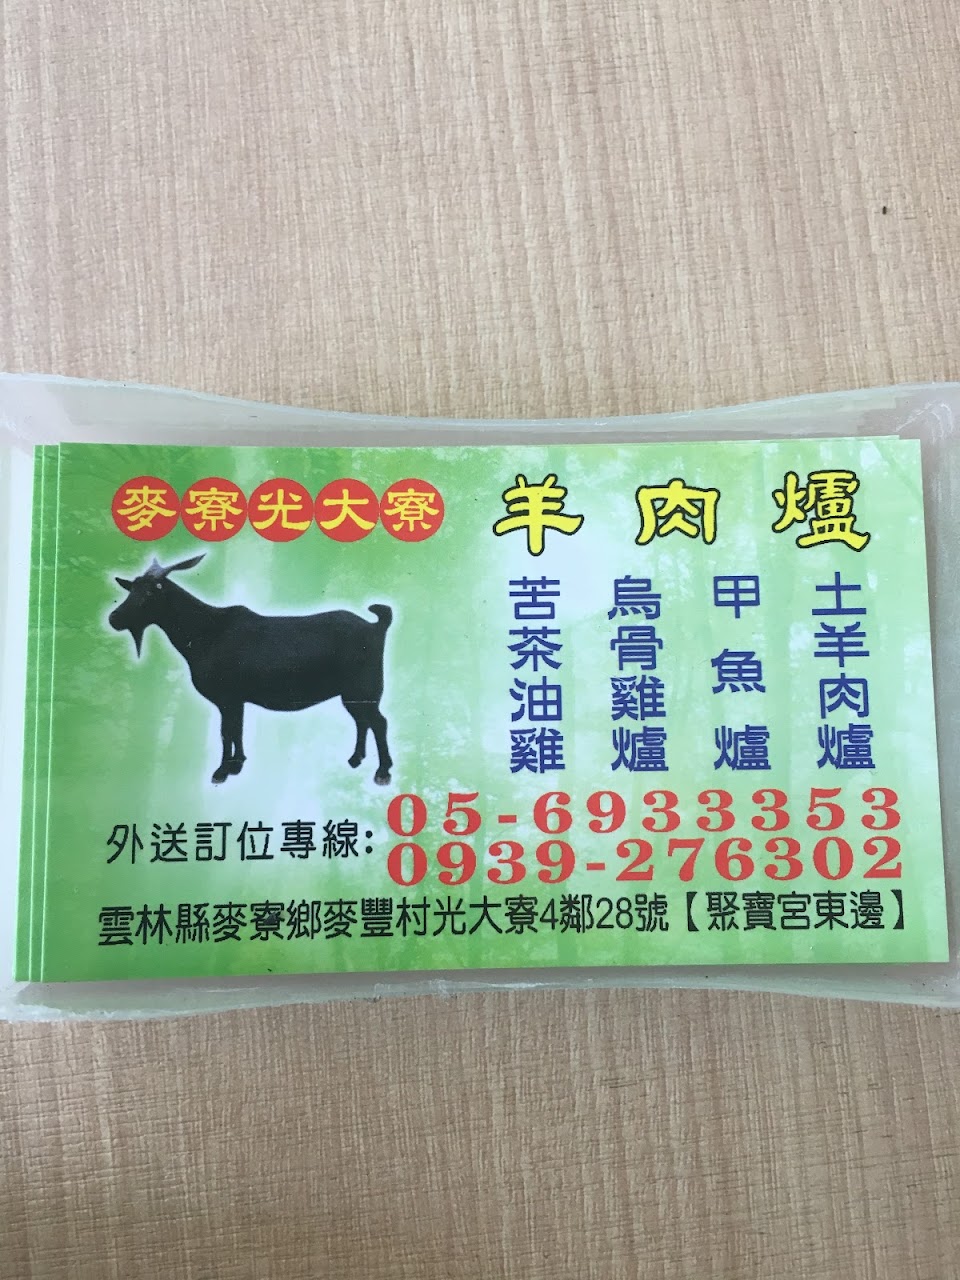 麥寮光大寮 羊肉爐
土羊肉爐
甲魚爐
烏骨雞爐
苦茶油雞
外送訂位專線:
05-6933353
0939-276302
雲林縣麥寮鄉麥豐村光大寮4鄰28號【聚寶宮東邊】